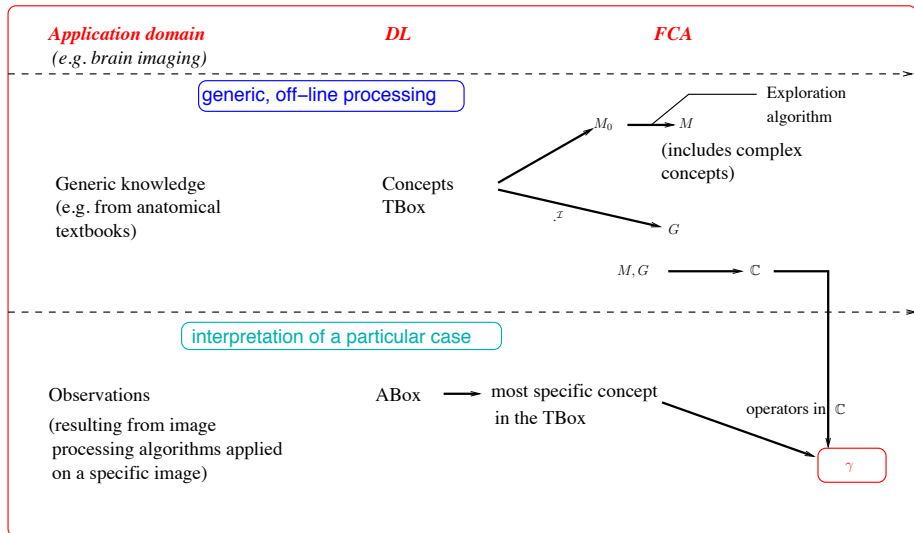 Application domain DL FCA
(e.g. brain imaging)
generic, off−line processing
Exploration
algorithm
M₀ M
(includes complex
concepts)
Generic knowledge
(e.g. from anatomical
textbooks)
Concepts
TBox
ℐ
G
M, G ℂ
interpretation of a particular case
Observations
(resulting from image
processing algorithms applied
on a specific image)
ABox
most specific concept
in the TBox
operators in ℂ
γ